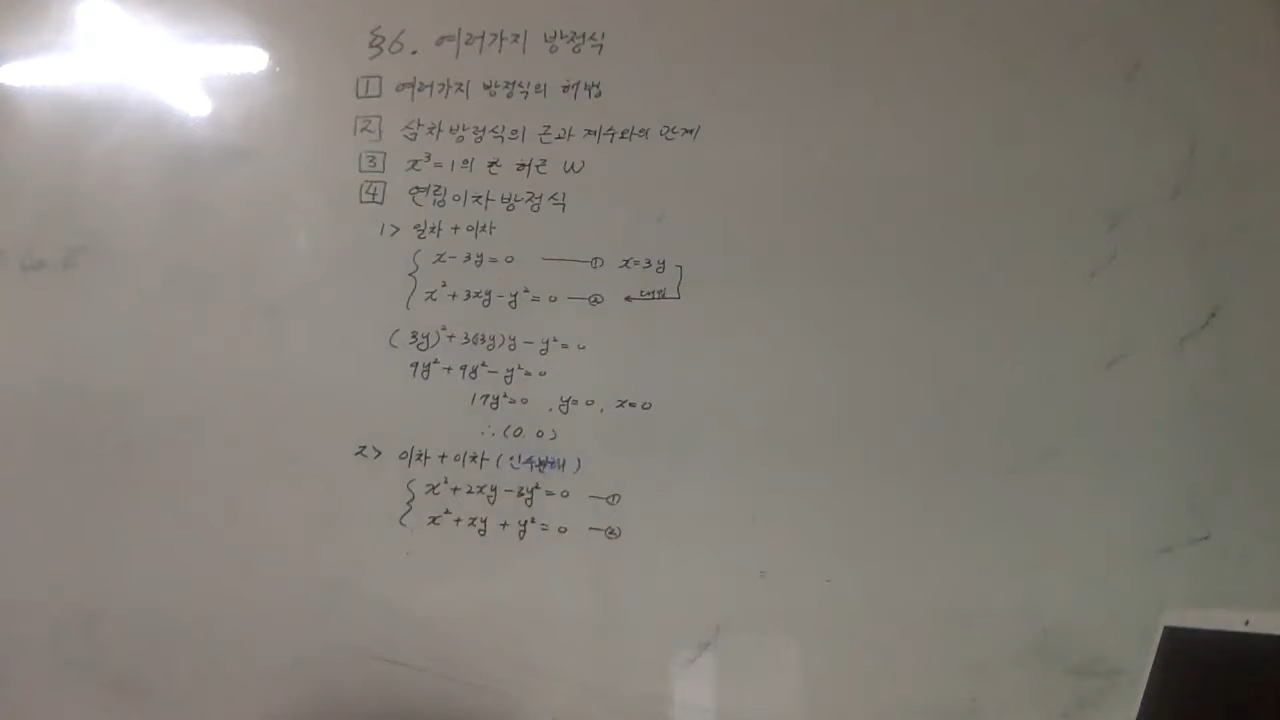 §6. 여러가지 방정식
1 여러가지 방정식의 해법
2 삼차방정식의 근과 계수와의 관계
3 x³=1의 한 허근 ω
4 연립이차방정식
1> 일차+이차
x-3y=0 ——① x=3y
x²+3xy-y²=0 —② 대입
(3y)²+3(3y)y-y²=0
9y²+9y²-y²=0
17y²=0, y=0, x=0
∴(0.0)
2> 이차+이차(인수분해)
x²+2xy-3y²=0 —①
x²+xy+y²=0 —②